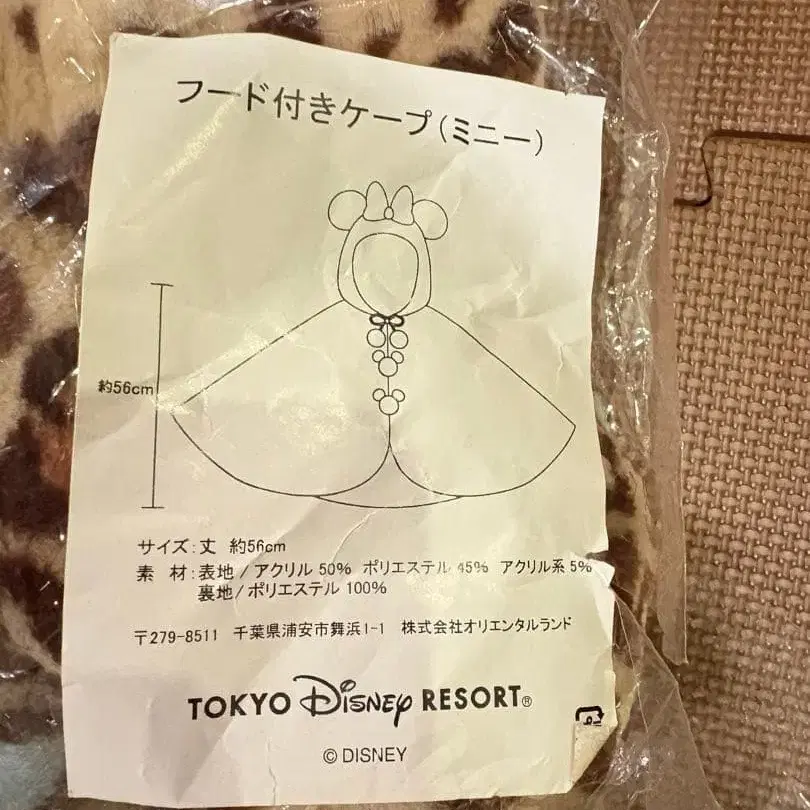 フード付きケープ(ミニー)
約56cm
サイズ:丈 約56cm
素 材:表地/アクリル 50% ポリエステル 45% アクリル系 5%
裏地/ポリエステル 100%
〒279-8511 千葉県浦安市舞浜1-1 株式会社オリエンタルランド
TOKYO Disney RESORT®
©DISNEY